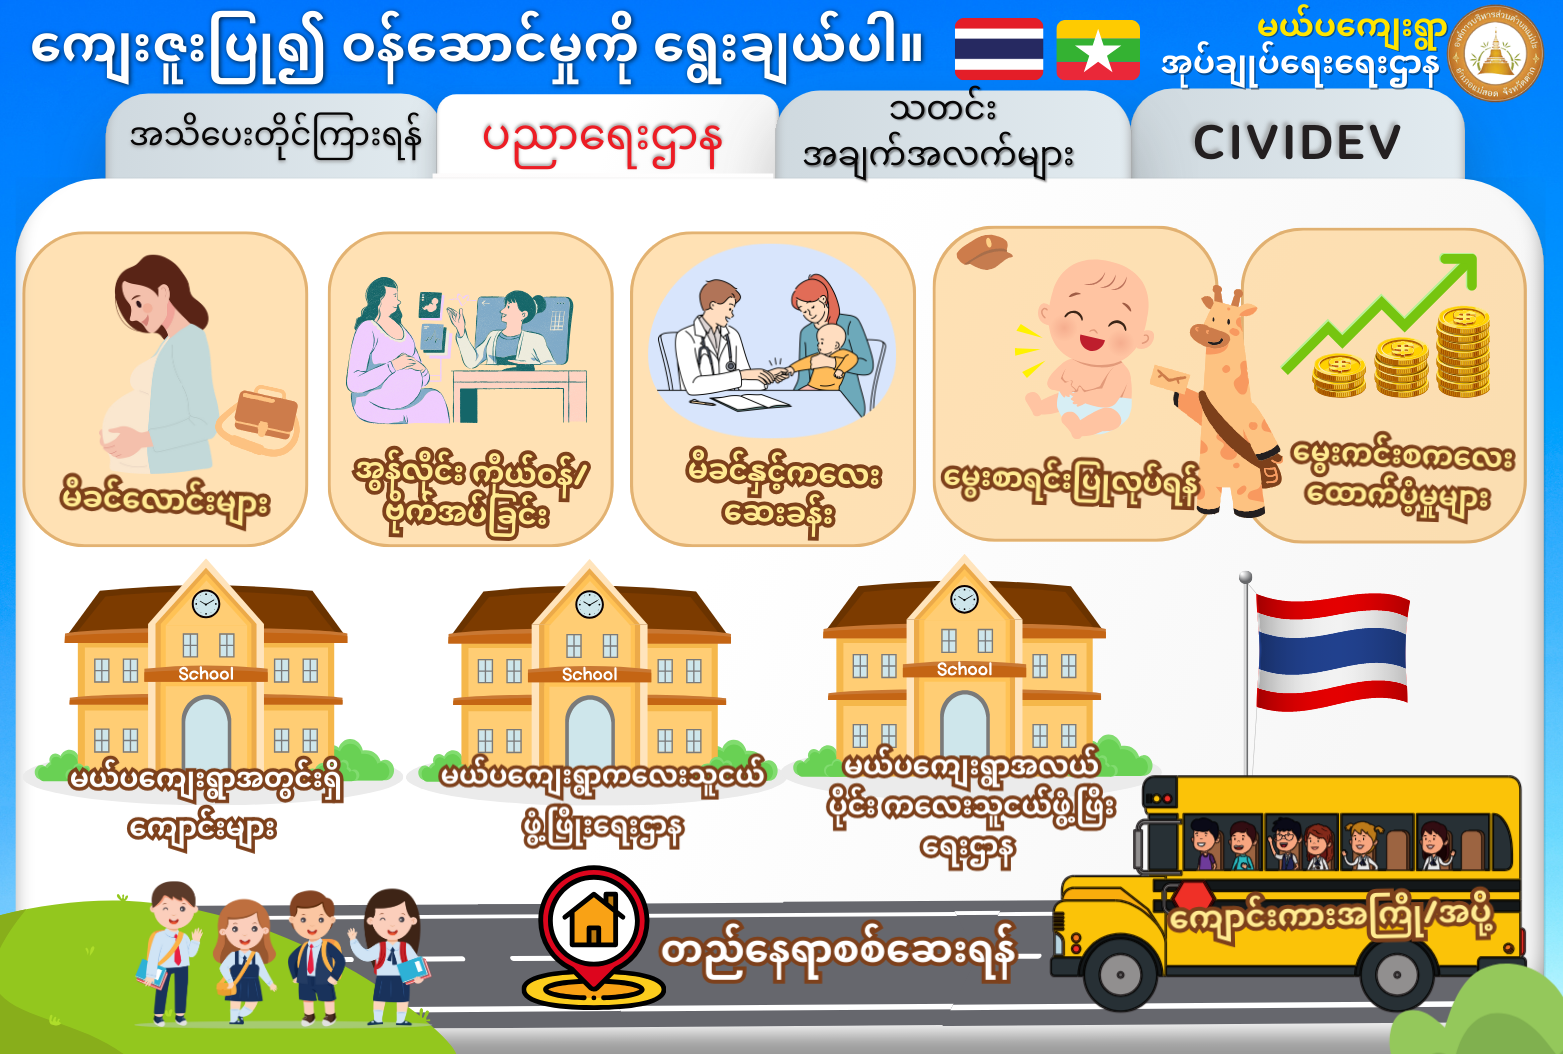 ကျေးဇူးပြု၍ ဝန်ဆောင်မှုကို ရွေးချယ်ပါ။
မယ်ပကျေးရွာ
အုပ်ချုပ်ရေးရေးဌာန
အသိပေးတိုင်ကြားရန်
ပညာရေးဌာန
သတင်း
အချက်အလက်များ
CIVIDEV
မိခင်လောင်းများ
အွန်လိုင်း ကိုယ်ဝန်/
ဗိုက်အပ်ခြင်း
မိခင်နှင့်ကလေး
ဆေးခန်း
မွေးစာရင်းပြုလုပ်ရန်
မွေးကင်းစကလေး
ထောက်ပံ့မှုများ
School
School
School
မယ်ပကျေးရွာအတွင်းရှိ
ကျောင်းများ
မယ်ပကျေးရွာကလေးသူငယ်
ဖွံ့ဖြိုးရေးဌာန
မယ်ပကျေးရွာအလယ်
ပိုင်း ကလေးသူငယ်ဖွံ့ဖြိုး
ရေးဌာန
တည်နေရာစစ်ဆေးရန်
ကျောင်းကားအကြို/အပို့